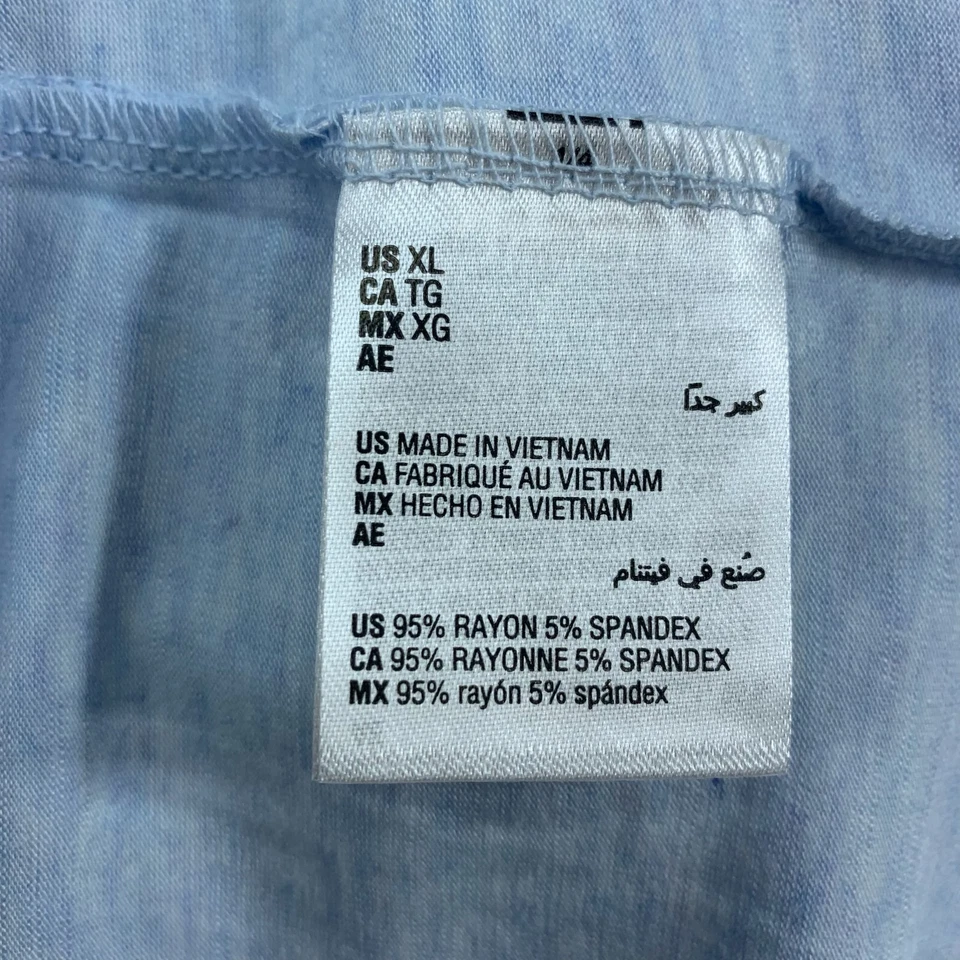 US XL
CA TG
MX XG
AE
كبير جدًا
US MADE IN VIETNAM
CA FABRIQUÉ AU VIETNAM
MX HECHO EN VIETNAM
AE
صُنع في فيتنام
US 95% RAYON 5% SPANDEX
CA 95% RAYONNE 5% SPANDEX
MX 95% rayón 5% spándex